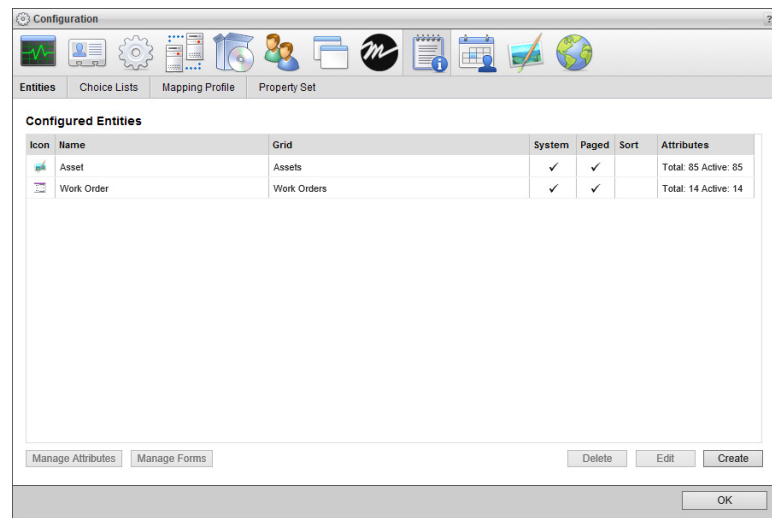 Configuration
?
Entities Choice Lists Mapping Profile Property Set
Configured Entities
Icon Name Grid System Paged Sort Attributes
Asset Assets ✓ ✓ Total: 85 Active: 85
Work Order Work Orders ✓ ✓ Total: 14 Active: 14
Manage Attributes Manage Forms Delete Edit Create
OK